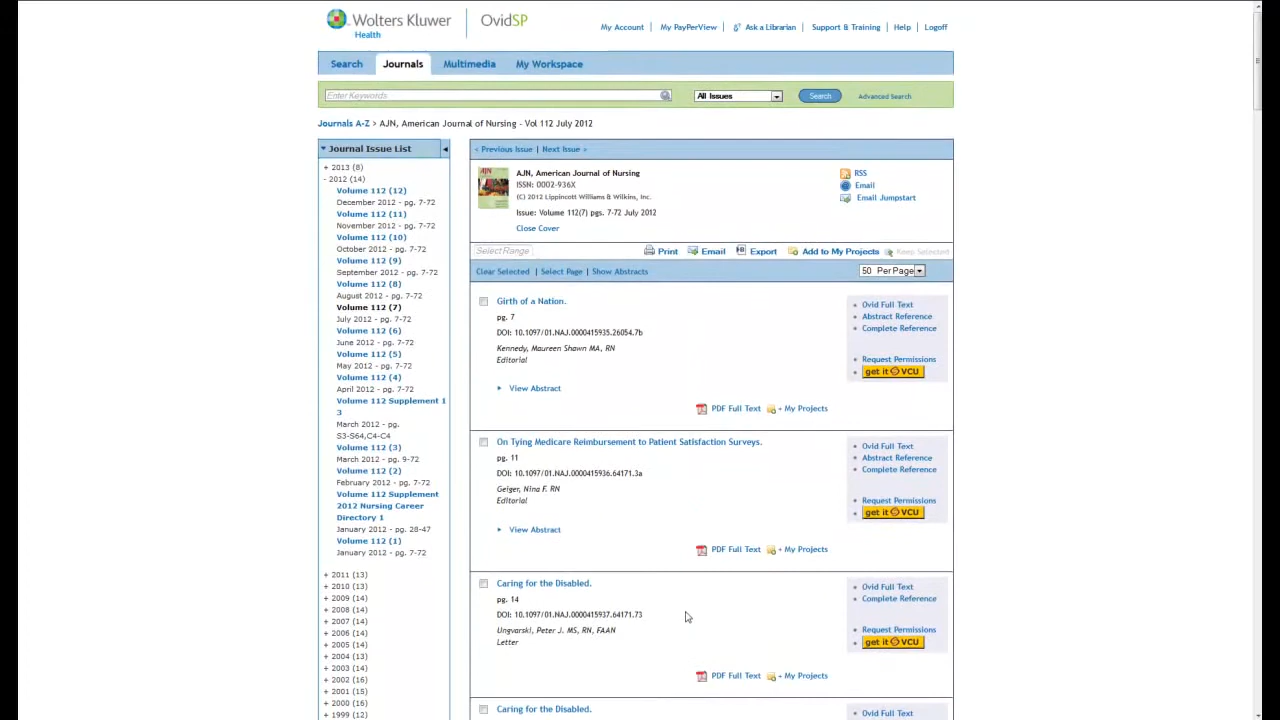 Wolters Kluwer
Health
OvidSP
My Account | My PayPerView | Ask a Librarian | Support & Training | Help | Logoff
Search Journals Multimedia My Workspace
Enter Keywords All Issues Search Advanced Search
Journals A-Z > AJN, American Journal of Nursing - Vol 112 July 2012
Journal Issue List
+ 2013 (8)
- 2012 (14)
Volume 112 (12)
December 2012 - pg. 7-72
Volume 112 (11)
November 2012 - pg. 7-72
Volume 112 (10)
October 2012 - pg. 7-72
Volume 112 (9)
September 2012 - pg. 7-72
Volume 112 (8)
August 2012 - pg. 7-72
Volume 112 (7)
July 2012 - pg. 7-72
Volume 112 (6)
June 2012 - pg. 7-72
Volume 112 (5)
May 2012 - pg. 7-72
Volume 112 (4)
April 2012 - pg. 7-72
Volume 112 Supplement 1
3
March 2012 - pg.
S3-S64,C4-C4
Volume 112 (3)
March 2012 - pg. 9-72
Volume 112 (2)
February 2012 - pg. 7-72
Volume 112 Supplement
2012 Nursing Career
Directory 1
January 2012 - pg. 28-47
Volume 112 (1)
January 2012 - pg. 7-72
+ 2011 (13)
+ 2010 (13)
+ 2009 (14)
+ 2008 (14)
+ 2007 (14)
+ 2006 (14)
+ 2005 (14)
+ 2004 (13)
+ 2003 (14)
+ 2002 (16)
+ 2001 (15)
+ 2000 (16)
+ 1999 (12)
< Previous Issue | Next Issue >
AJN
AJN, American Journal of Nursing
ISSN: 0002-936X
(C) 2012 Lippincott Williams & Wilkins, Inc.
Issue: Volume 112(7) pgs. 7-72 July 2012
Close Cover
RSS
Email
Email Jumpstart
Select Range Print Email Export Add to My Projects Keep Selected
Clear Selected | Select Page | Show Abstracts 50 Per Page
Girth of a Nation.
pg. 7
DOI: 10.1097/01.NAJ.0000415935.26054.7b
Kennedy, Maureen Shawn MA, RN
Editorial
View Abstract
PDF Full Text + My Projects
Ovid Full Text
Abstract Reference
Complete Reference
Request Permissions
get it @ VCU
On Tying Medicare Reimbursement to Patient Satisfaction Surveys.
pg. 11
DOI: 10.1097/01.NAJ.0000415936.64171.3a
Geiger, Nina F. RN
Editorial
View Abstract
PDF Full Text + My Projects
Ovid Full Text
Abstract Reference
Complete Reference
Request Permissions
get it @ VCU
Caring for the Disabled.
pg. 14
DOI: 10.1097/01.NAJ.0000415937.64171.73
Ungvarski, Peter J. MS, RN, FAAN
Letter
PDF Full Text + My Projects
Ovid Full Text
Complete Reference
Request Permissions
get it @ VCU
Caring for the Disabled.
Ovid Full Text